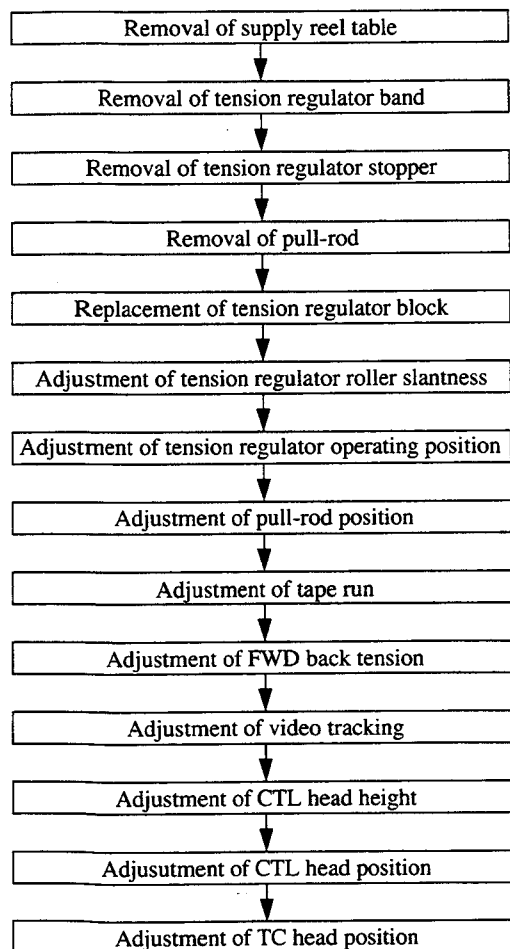 Removal of supply reel table
Removal of tension regulator band
Removal of tension regulator stopper
Removal of pull-rod
Replacement of tension regulator block
Adjustment of tension regulator roller slantness
Adjustment of tension regulator operating position
Adjustment of pull-rod position
Adjustment of tape run
Adjustment of FWD back tension
Adjustment of video tracking
Adjustment of CTL head height
Adjusutment of CTL head position
Adjustment of TC head position